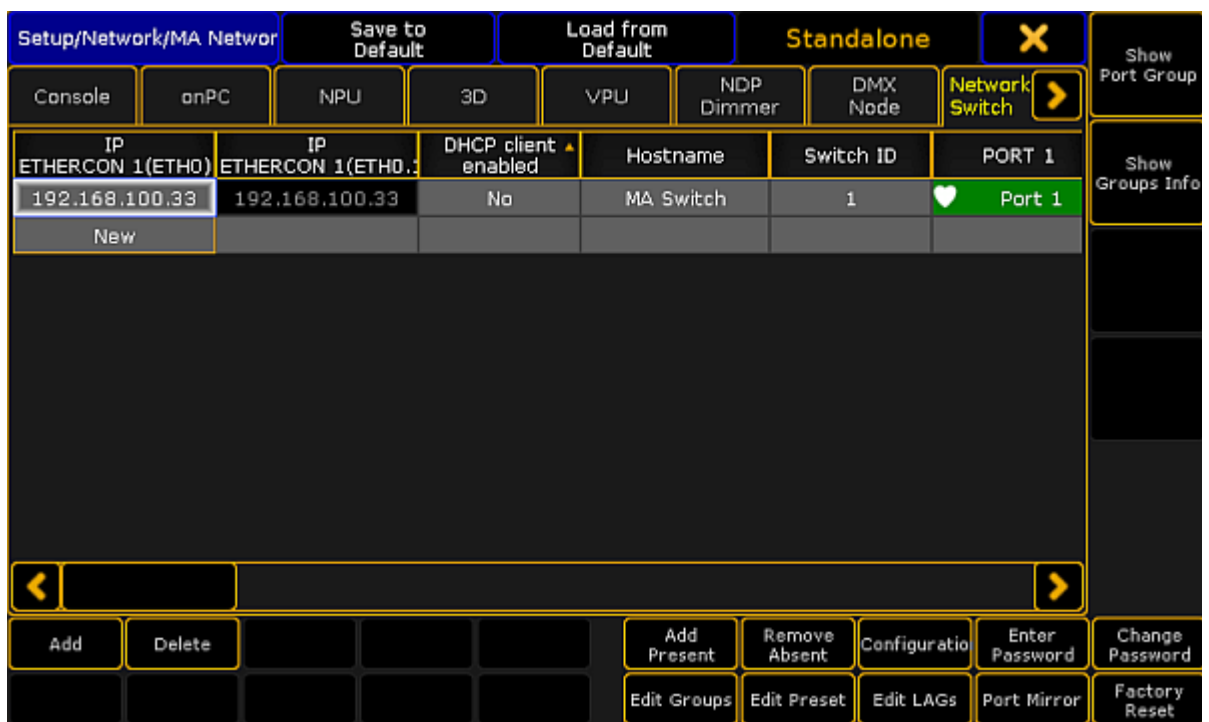 Setup/Network/MA Networ
Save to
Default
Load from
Default
Standalone
Show
Port Group
Console
onPC
NPU
3D
VPU
NDP
Dimmer
DMX
Node
Network
Switch
IP
ETHERCON 1(ETH0)
IP
ETHERCON 1(ETH0.:
DHCP client
enabled
Hostname
Switch ID
PORT 1
Show
Groups Info
192.168.100.33
192.168.100.33
No
MA Switch
1
Port 1
New
Add
Delete
Add
Present
Remove
Absent
Configuratio
Enter
Password
Change
Password
Edit Groups
Edit Preset
Edit LAGs
Port Mirror
Factory
Reset